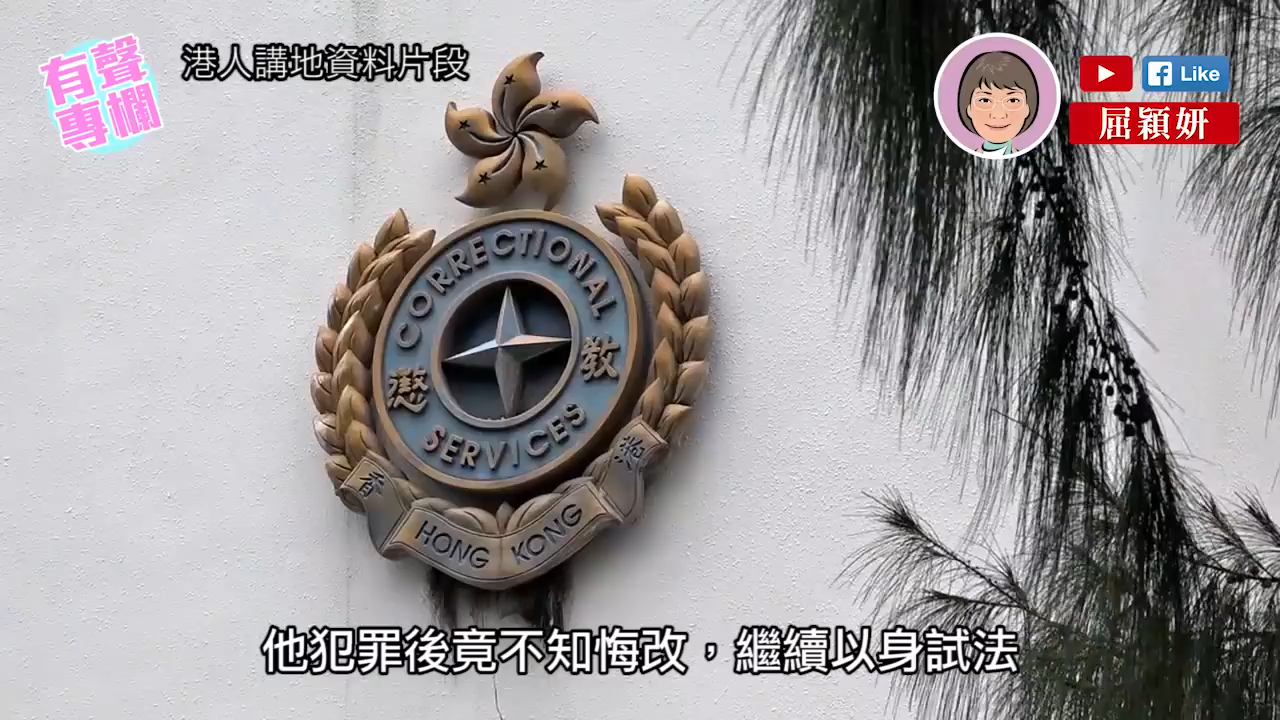 有聲
專欄
港人講地資料片段
Like
屈穎妍
CORRECTIONAL
懲教
SERVICES
香港
HONG KONG
他犯罪後竟不知悔改，繼續以身試法